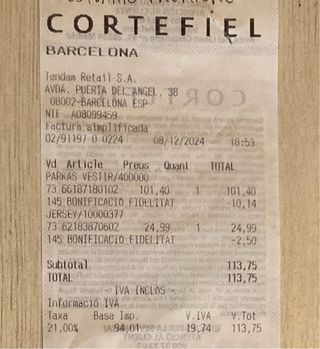 CORTEFIEL
BARCELONA
Tendam Retail S.A.
AVDA. PUERTA DEL ANGEL, 38
08002-BARCELONA ESP
NIF A08099459
Factura simplificada
02/91197 0 0224 08/12/2024 18:53
Vd Article Preus Quant TOTAL
PARKAS VESTIR/400000
73 66187180102 101,40 1 101,40
145 BONIFICACIÓ FIDELITAT -10,14
JERSEY/10000377
73 62183870602 24,99 1 24,99
145 BONIFICACIÓ FIDELITAT -2,50
Subtotal 113,75
TOTAL 113,75
- IVA INCLÒS -
Informació IVA
Taxa Base Imp. V.IVA V.Tot
21,00% 94,01 19,74 113,75